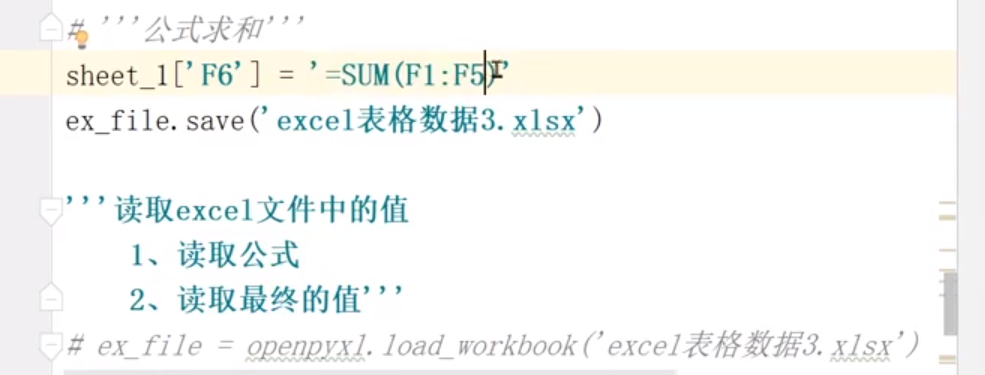 # '''公式求和'''
sheet_1['F6'] = '=SUM(F1:F5)'
ex_file.save('excel表格数据3.xlsx')
'''读取excel文件中的值
1、读取公式
2、读取最终的值'''
# ex_file = openpyxl.load_workbook('excel表格数据3.xlsx')